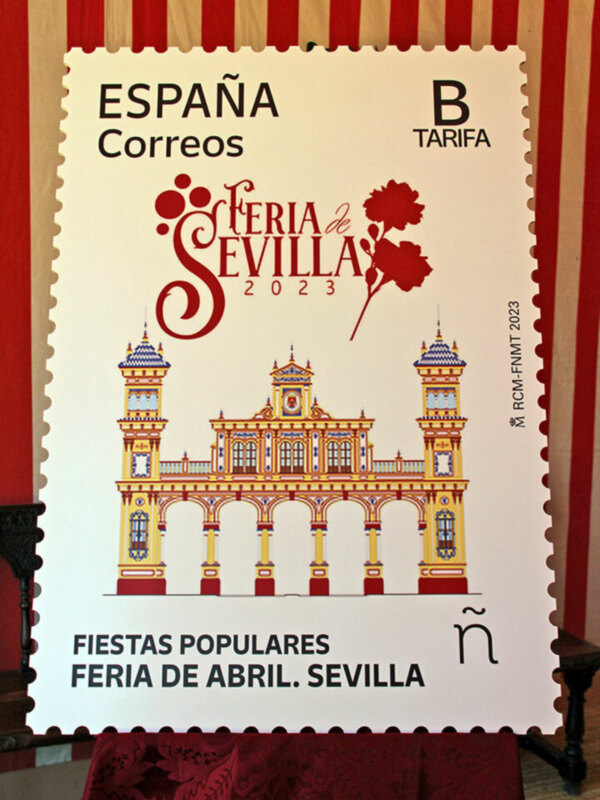 ESPAÑA
Correos
B
TARIFA
FERIA de
SEVILLA
2023
RCM-FNMT 2023
ñ
FIESTAS POPULARES
FERIA DE ABRIL. SEVILLA